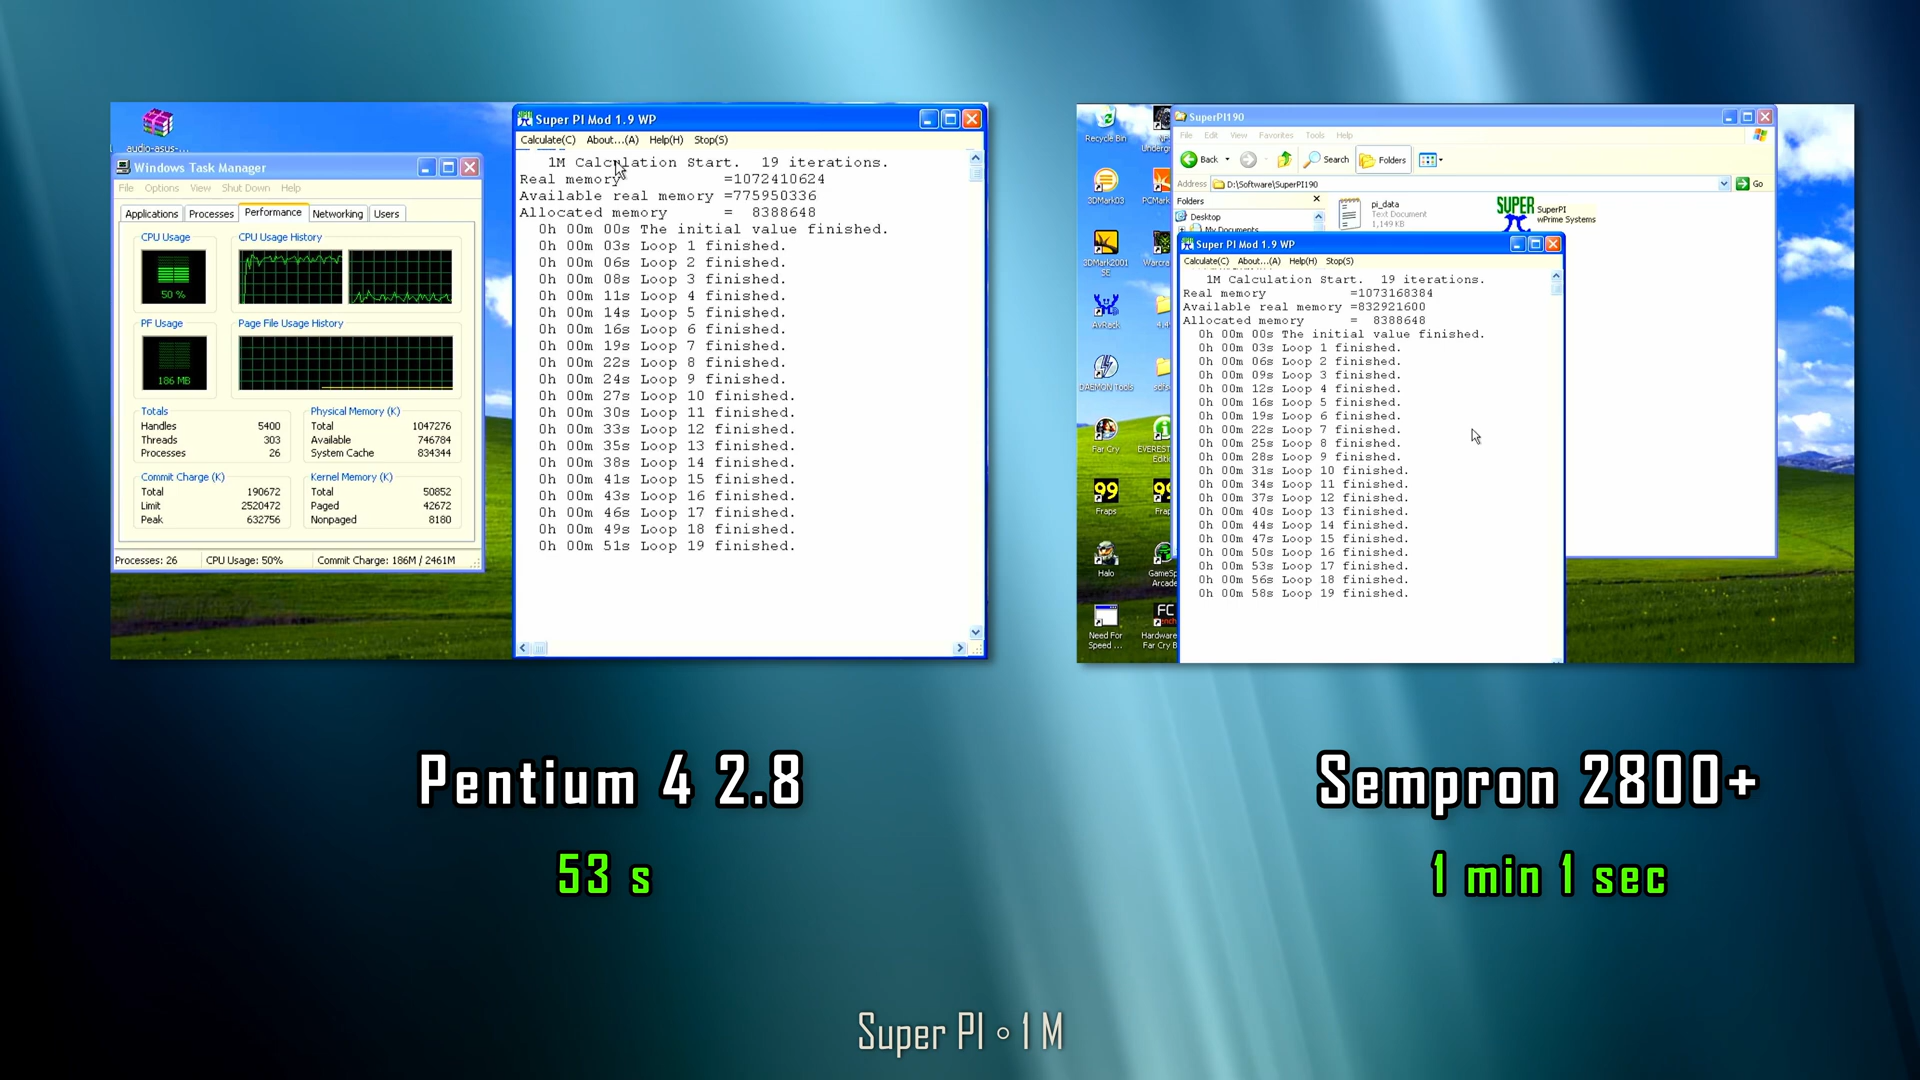 audio-asus-...
Windows Task Manager
File Options View Shut Down Help
Applications Processes Performance Networking Users
CPU Usage CPU Usage History
50 %
PF Usage Page File Usage History
186 MB
Totals
Handles 5400
Threads 303
Processes 26
Physical Memory (K)
Total 1047276
Available 746784
System Cache 834344
Commit Charge (K)
Total 190672
Limit 2520472
Peak 632756
Kernel Memory (K)
Total 50852
Paged 42672
Nonpaged 8180
Processes: 26 CPU Usage: 50% Commit Charge: 186M / 2461M
Super PI Mod 1.9 WP
Calculate(C) About...(A) Help(H) Stop(S)
1M Calculation Start. 19 iterations.
Real memory =1072410624
Available real memory =775950336
Allocated memory = 8388648
0h 00m 00s The initial value finished.
0h 00m 03s Loop 1 finished.
0h 00m 06s Loop 2 finished.
0h 00m 08s Loop 3 finished.
0h 00m 11s Loop 4 finished.
0h 00m 14s Loop 5 finished.
0h 00m 16s Loop 6 finished.
0h 00m 19s Loop 7 finished.
0h 00m 22s Loop 8 finished.
0h 00m 24s Loop 9 finished.
0h 00m 27s Loop 10 finished.
0h 00m 30s Loop 11 finished.
0h 00m 33s Loop 12 finished.
0h 00m 35s Loop 13 finished.
0h 00m 38s Loop 14 finished.
0h 00m 41s Loop 15 finished.
0h 00m 43s Loop 16 finished.
0h 00m 46s Loop 17 finished.
0h 00m 49s Loop 18 finished.
0h 00m 51s Loop 19 finished.
Recycle Bin
3DMark03 PCMark
3DMark2001 SE
AvRack
DAEMON Tools
Far Cry EVEREST
Fraps
Halo GameSp
Arcade
Need For Speed ... Hardware
Far Cry B
SuperPI190
File Edit View Favorites Tools Help
Back Search Folders
Address D:\Software\SuperPI190 Go
Folders
Desktop
My Documents
pi_data
Text Document
1,149 KB
SUPER
SuperPI
wPrime Systems
Super PI Mod 1.9 WP
Calculate(C) About...(A) Help(H) Stop(S)
1M Calculation Start. 19 iterations.
Real memory =1073168384
Available real memory =832921600
Allocated memory = 8388648
0h 00m 00s The initial value finished.
0h 00m 03s Loop 1 finished.
0h 00m 06s Loop 2 finished.
0h 00m 09s Loop 3 finished.
0h 00m 12s Loop 4 finished.
0h 00m 16s Loop 5 finished.
0h 00m 19s Loop 6 finished.
0h 00m 22s Loop 7 finished.
0h 00m 25s Loop 8 finished.
0h 00m 28s Loop 9 finished.
0h 00m 31s Loop 10 finished.
0h 00m 34s Loop 11 finished.
0h 00m 37s Loop 12 finished.
0h 00m 40s Loop 13 finished.
0h 00m 44s Loop 14 finished.
0h 00m 47s Loop 15 finished.
0h 00m 50s Loop 16 finished.
0h 00m 53s Loop 17 finished.
0h 00m 56s Loop 18 finished.
0h 00m 58s Loop 19 finished.
Pentium 4 2.8
53 s
Sempron 2800+
1 min 1 sec
Super PI ∘ 1 M